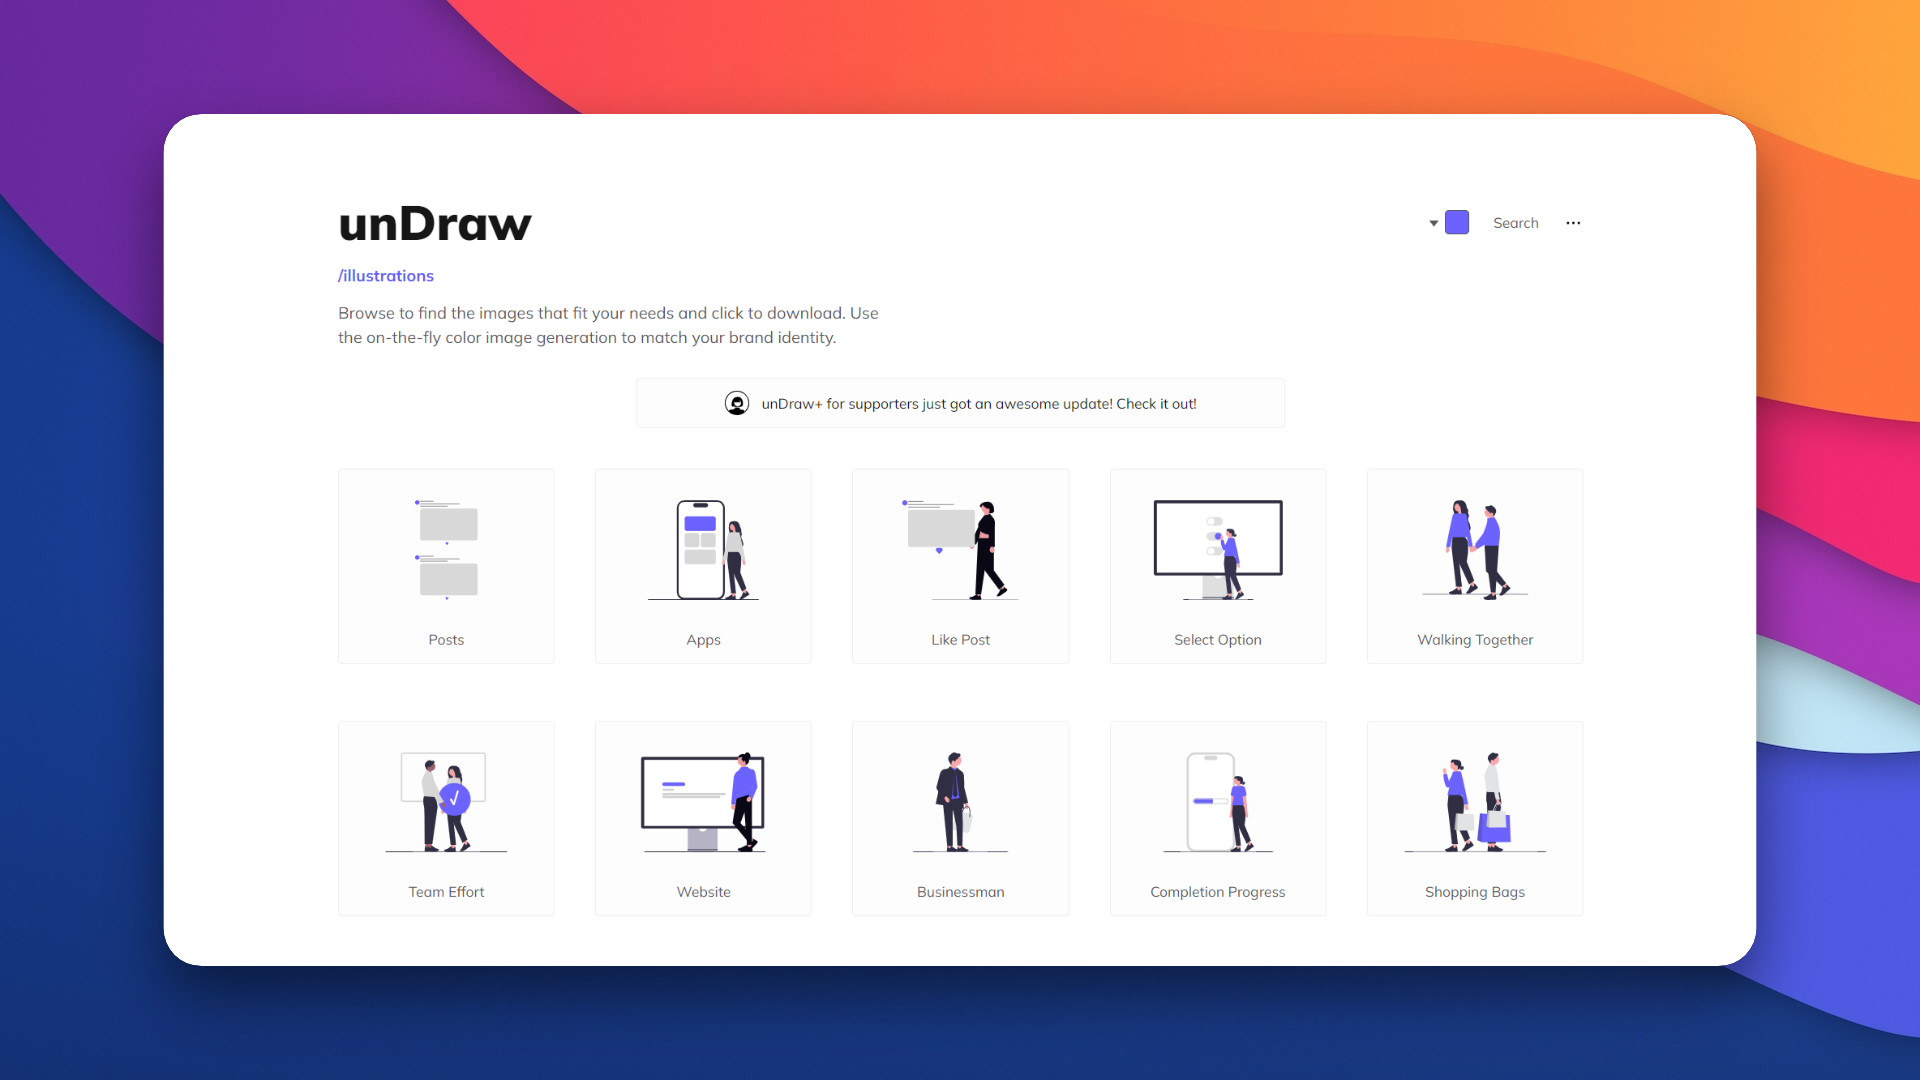 unDraw
Search
/illustrations
Browse to find the images that fit your needs and click to download. Use
the on-the-fly color image generation to match your brand identity.
unDraw+ for supporters just got an awesome update! Check it out!
Posts
Apps
Like Post
Select Option
Walking Together
Team Effort
Website
Businessman
Completion Progress
Shopping Bags